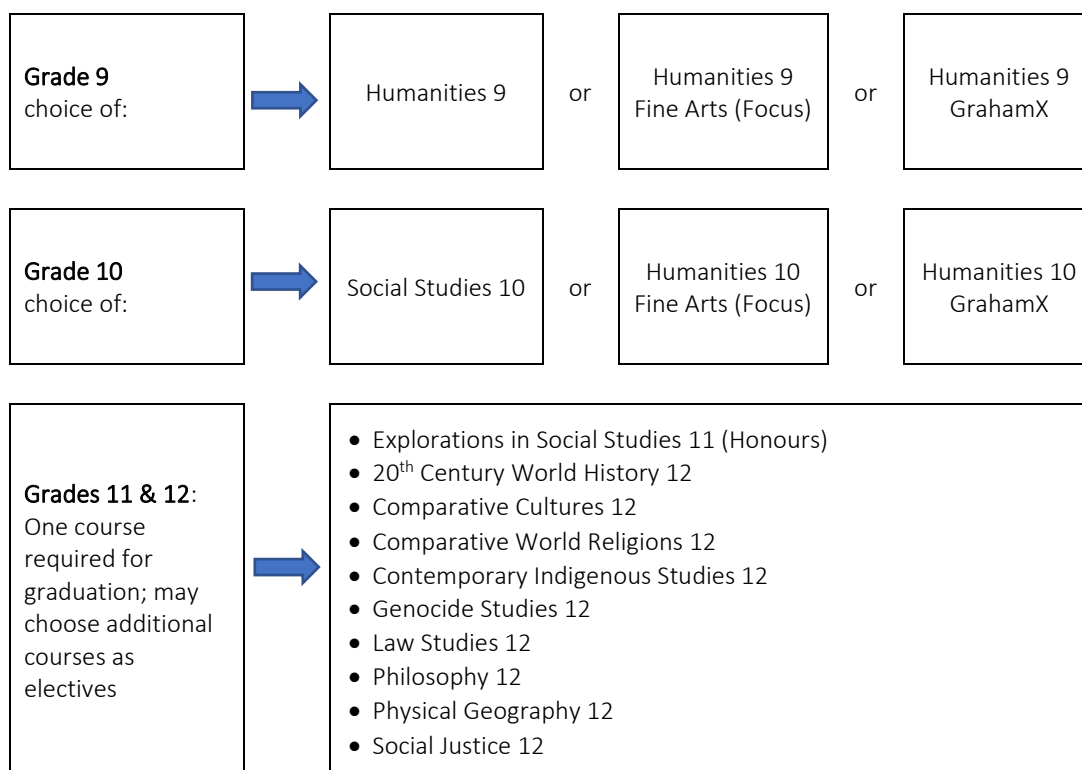 Grade 9
choice of:
Humanities 9
or
Humanities 9
Fine Arts (Focus)
or
Humanities 9
GrahamX
Grade 10
choice of:
Social Studies 10
or
Humanities 10
Fine Arts (Focus)
or
Humanities 10
GrahamX
Grades 11 & 12:
One course
required for
graduation; may
choose additional
courses as
electives
• Explorations in Social Studies 11 (Honours)
• 20th Century World History 12
• Comparative Cultures 12
• Comparative World Religions 12
• Contemporary Indigenous Studies 12
• Genocide Studies 12
• Law Studies 12
• Philosophy 12
• Physical Geography 12
• Social Justice 12